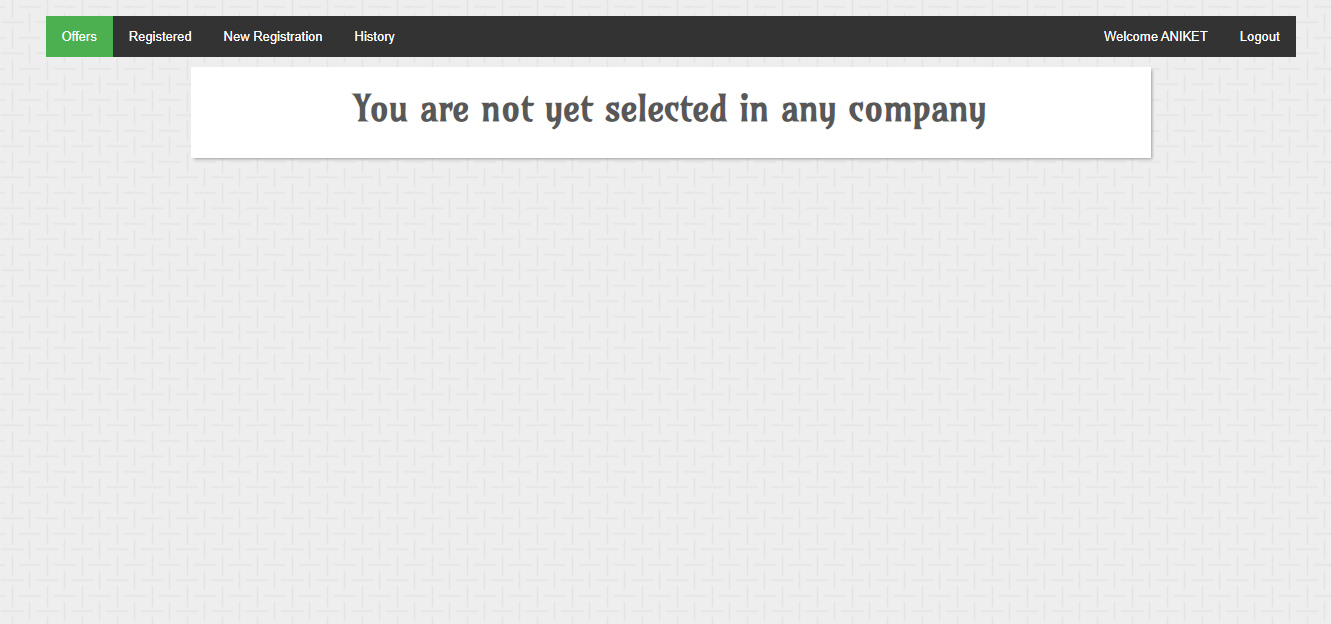 Offers Registered New Registration History Welcome ANIKET Logout
You are not yet selected in any company